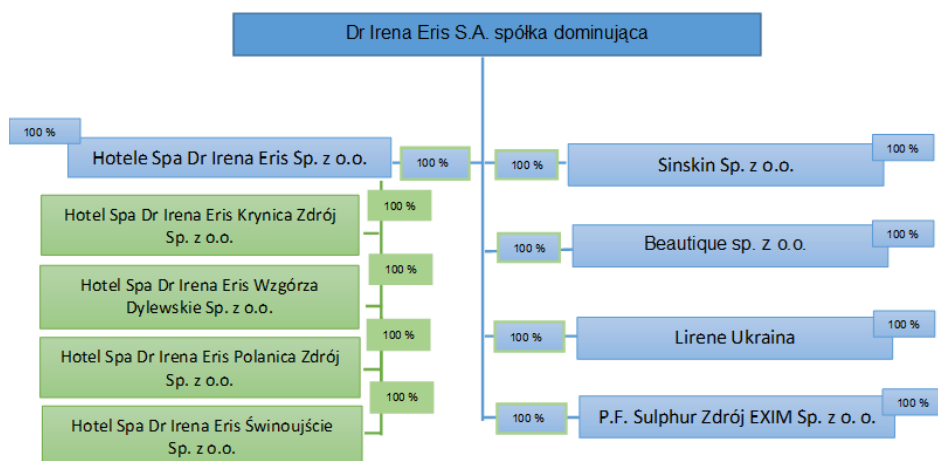 Dr Irena Eris S.A. spółka dominująca
100 %
Hotele Spa Dr Irena Eris Sp. z o.o.
100 %
100 %
Sinskin Sp. z o.o.
100 %
Hotel Spa Dr Irena Eris Krynica Zdrój
Sp. z o.o.
100 %
100 %
Beautique sp. z o.o.
100 %
Hotel Spa Dr Irena Eris Wzgórza
Dylewskie Sp. z o.o.
100 %
100 %
Lirene Ukraina
100 %
Hotel Spa Dr Irena Eris Polanica Zdrój
Sp. z o.o.
100 %
100 %
P.F. Sulphur Zdrój EXIM Sp. z o. o.
100 %
Hotel Spa Dr Irena Eris Świnoujście
Sp. z o.o.
100 %